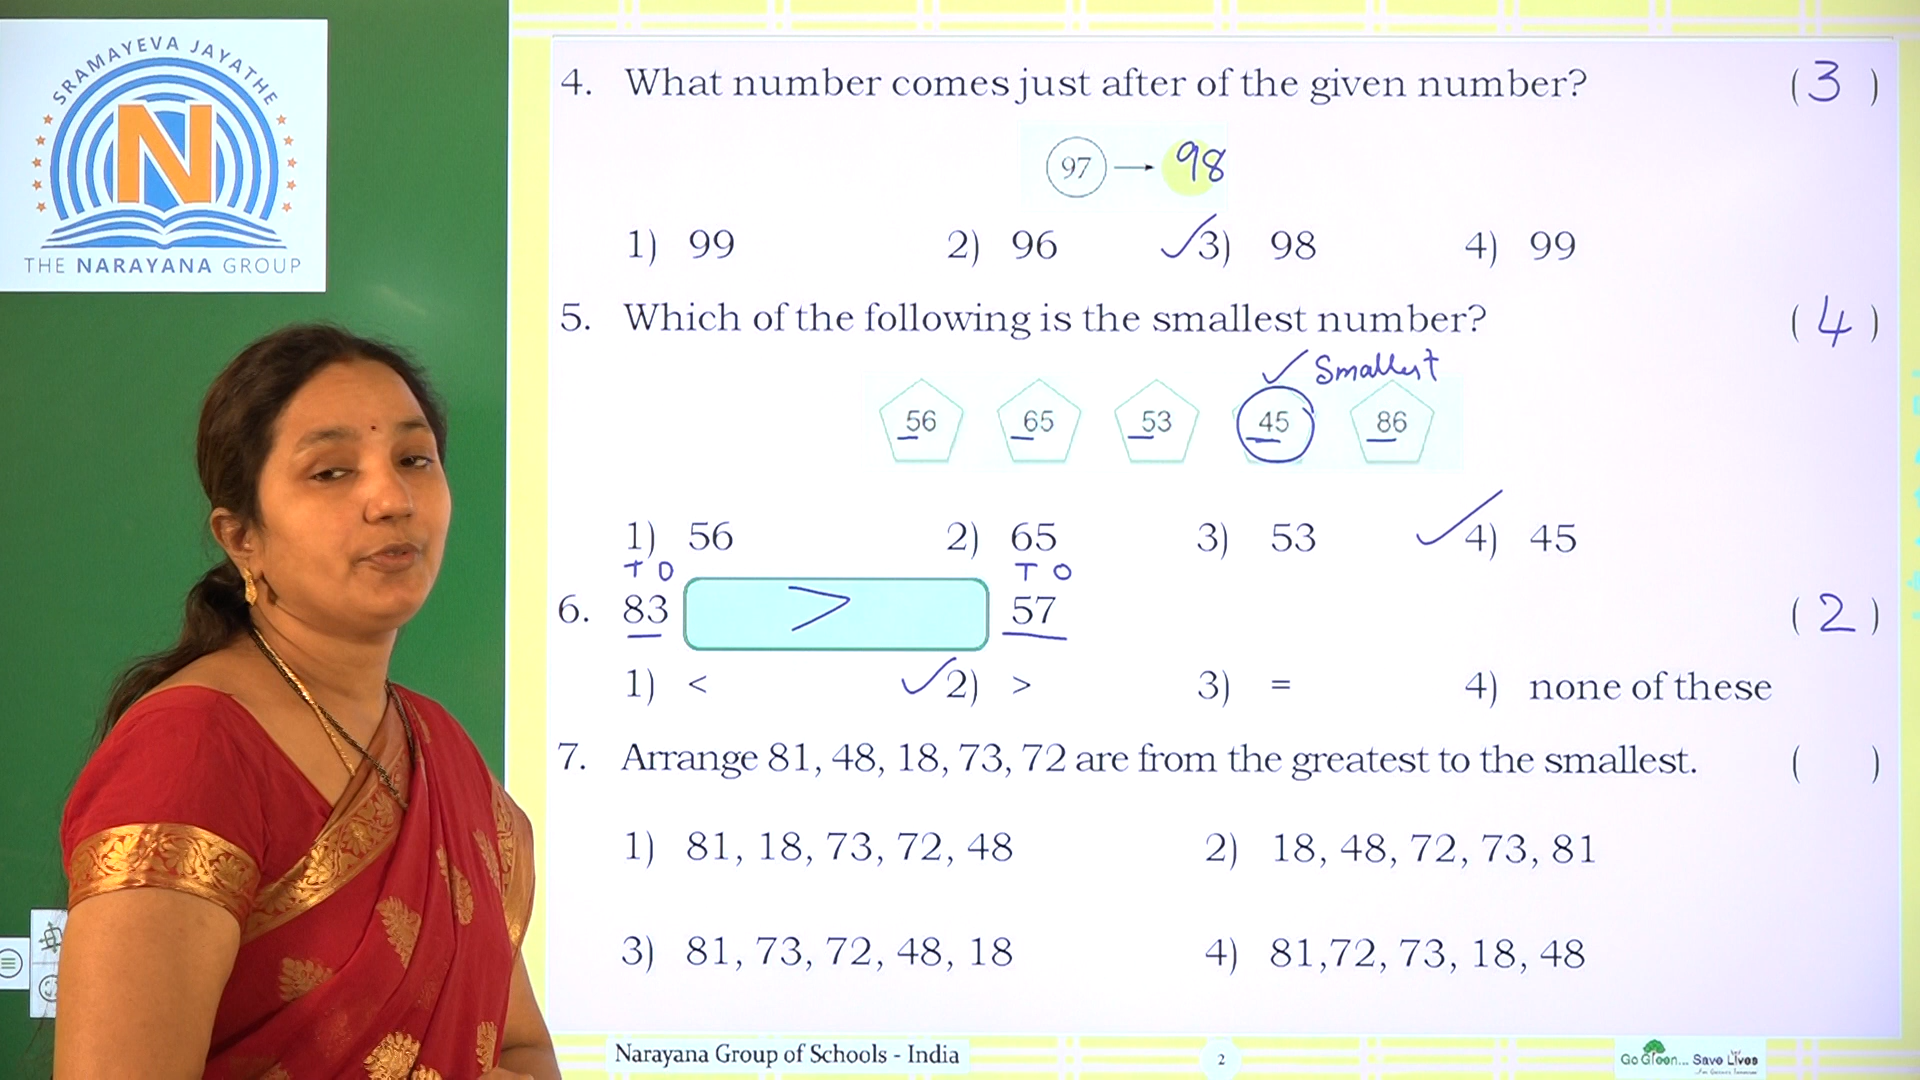 SRAMAYEVA JAYATHE
N
THE NARAYANA GROUP
4. What number comes just after of the given number? ( 3 )
97 → 98
1) 99 2) 96 ✓3) 98 4) 99
5. Which of the following is the smallest number? ( 4 )
✓ Smallest
56 65 53 45 86
1) 56 2) 65 3) 53 ✓4) 45
T O T O
6. 83 > 57 ( 2 )
1) < ✓2) > 3) = 4) none of these
7. Arrange 81, 48, 18, 73, 72 are from the greatest to the smallest. ( )
1) 81, 18, 73, 72, 48 2) 18, 48, 72, 73, 81
3) 81, 73, 72, 48, 18 4) 81,72, 73, 18, 48
Narayana Group of Schools - India 2 Go Green... Save Lives